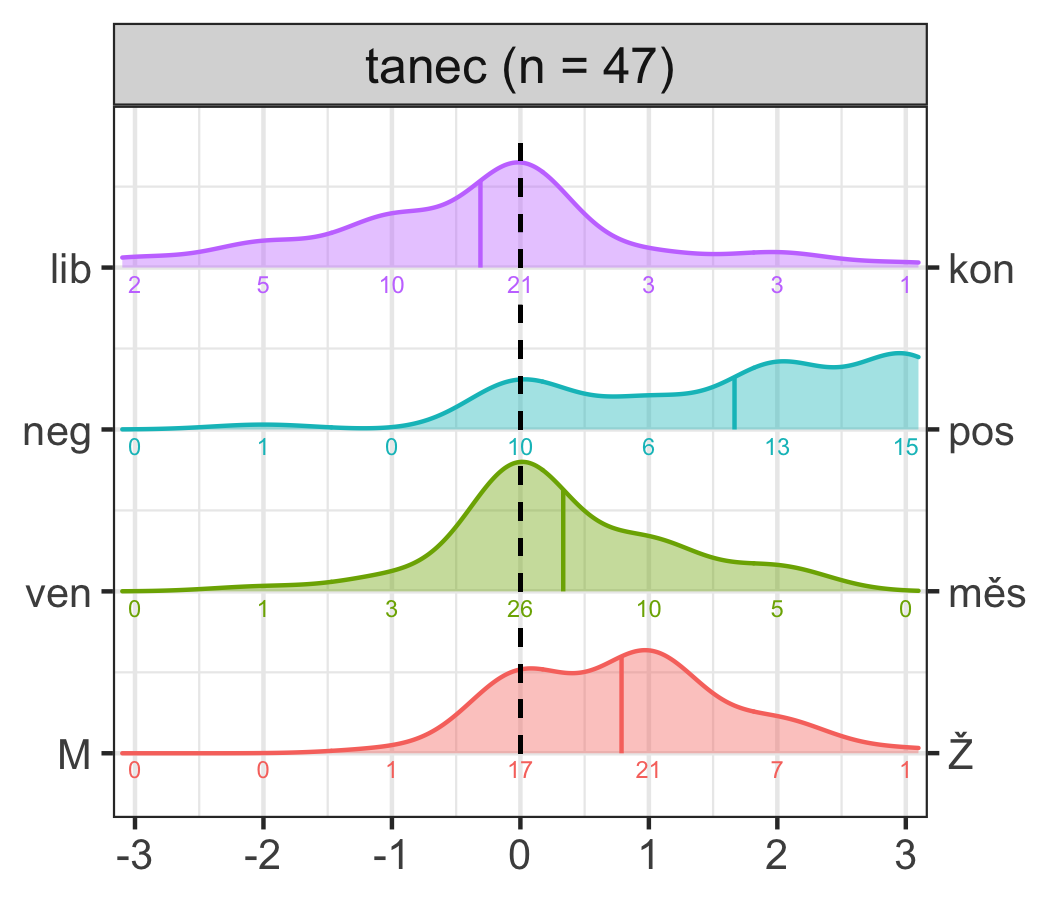 tanec (n = 47)
lib kon
2 5 10 21 3 3 1
neg pos
0 1 0 10 6 13 15
ven měs
0 1 3 26 10 5 0
M Ž
0 0 1 17 21 7 1
-3 -2 -1 0 1 2 3